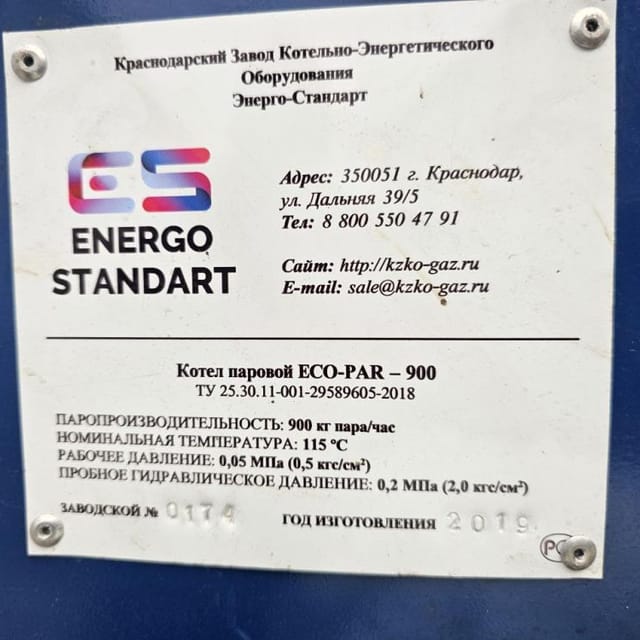 Краснодарский Завод Котельно-Энергетического
Оборудования
Энерго-Стандарт
ES
ENERGO
STANDART
Адрес: 350051 г. Краснодар,
ул. Дальняя 39/5
Тел: 8 800 550 47 91
Сайт: http://kzko-gaz.ru
E-mail: sale@kzko-gaz.ru
Котел паровой ECO-PAR – 900
ТУ 25.30.11-001-29589605-2018
ПАРОПРОИЗВОДИТЕЛЬНОСТЬ: 900 кг пара/час
НОМИНАЛЬНАЯ ТЕМПЕРАТУРА: 115 °С
РАБОЧЕЕ ДАВЛЕНИЕ: 0,05 МПа (0,5 кгс/см²)
ПРОБНОЕ ГИДРАВЛИЧЕСКОЕ ДАВЛЕНИЕ: 0,2 МПа (2,0 кгс/см²)
ЗАВОДСКОЙ № 0174 ГОД ИЗГОТОВЛЕНИЯ 2019